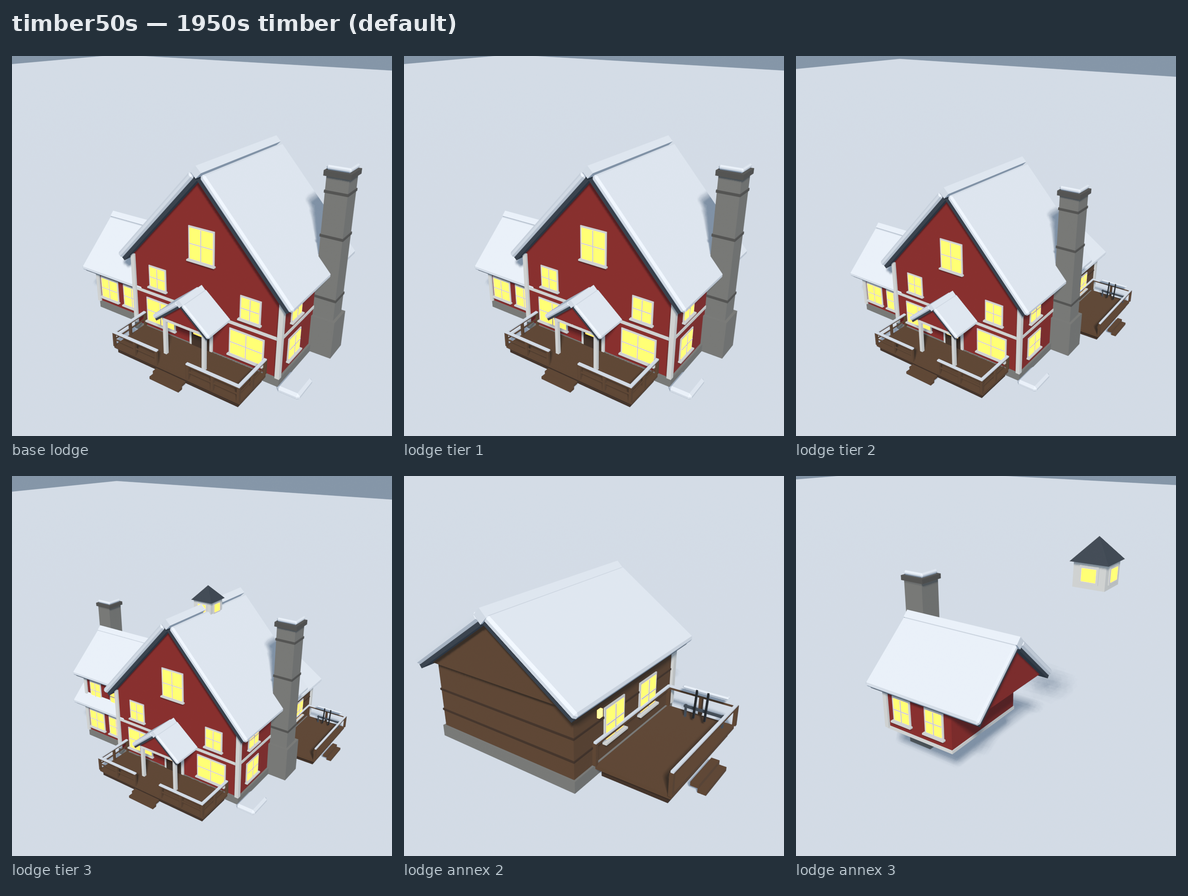 timber50s — 1950s timber (default)
base lodge
lodge tier 1
lodge tier 2
lodge tier 3
lodge annex 2
lodge annex 3